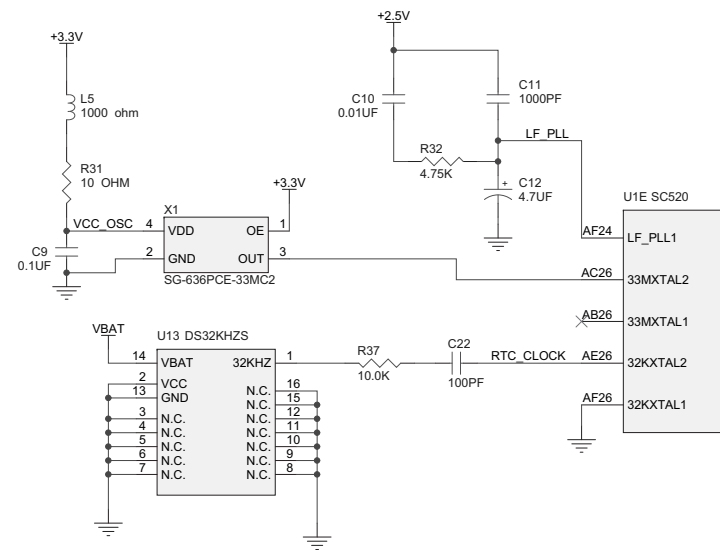 +2.5V
+3.3V
L5
1000 ohm
C10
0.01UF
C11
1000PF
LF_PLL
R32
4.75K
R31
10 OHM
+3.3V
C12
4.7UF
U1E SC520
X1
VCC_OSC 4 VDD OE 1
AF24 LF_PLL1
C9
0.1UF
2 GND OUT 3
SG-636PCE-33MC2
AC26 33MXTAL2
AB26 33MXTAL1
VBAT
U13 DS32KHZS
14 VBAT 32KHZ 1
R37
10.0K
C22
100PF
RTC_CLOCK AE26 32KXTAL2
2 VCC
13 GND
N.C. 16
N.C. 15
AF26 32KXTAL1
3 N.C. N.C. 12
4 N.C. N.C. 11
5 N.C. N.C. 10
6 N.C. N.C. 9
7 N.C. N.C. 8